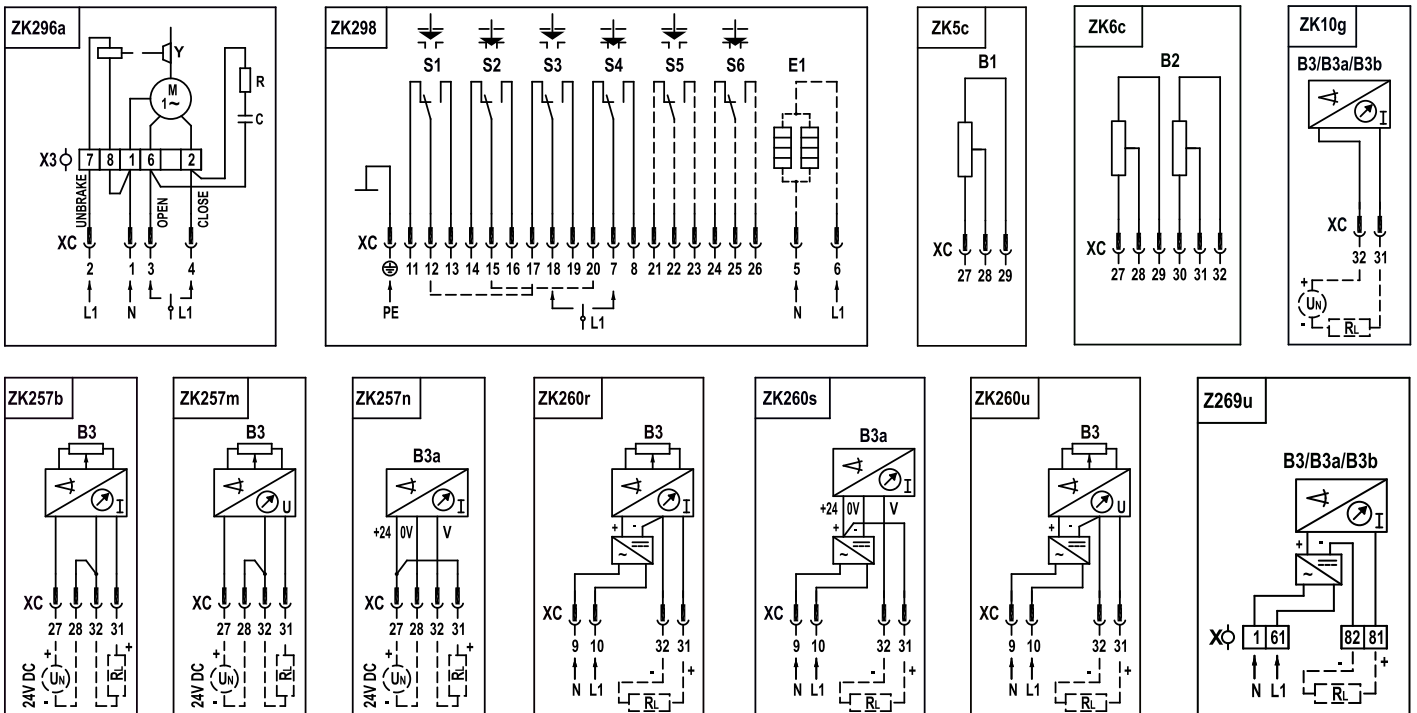 ZK296a
Y
M
1~
R
C
X3
7 8 1 6 2
UNBRAKE
OPEN
CLOSE
XC
2 1 3 4
L1 N L1
ZK298
S1 S2 S3 S4 S5 S6 E1
XC
11 12 13 14 15 16 17 18 19 20 7 8 21 22 23 24 25 26 5 6
PE L1 N L1
ZK5c
B1
XC
27 28 29
ZK6c
B2
XC
27 28 29 30 31 32
ZK10g
B3/B3a/B3b
I
XC
32 31
+
UN
-
RL
ZK257b
B3
I
XC
27 28 32 31
+ +
24V DC
UN
RL
-
ZK257m
B3
U
XC
27 28 32 31
+
24V DC
UN
RL
-
ZK257n
B3a
I
+24 0V V
XC
27 28 32 31
+ +
24V DC
UN
RL
-
ZK260r
B3
I
+ -
~
XC
9 10 32 31
- +
N L1
RL
ZK260s
B3a
I
+24 0V V
+ -
~
XC
9 10 32 31
- +
N L1
RL
ZK260u
B3
U
+ -
~
XC
9 10 32 31
- +
N L1
RL
Z269u
B3/B3a/B3b
I
+ -
~
X
1 61 82 81
- +
N L1
RL